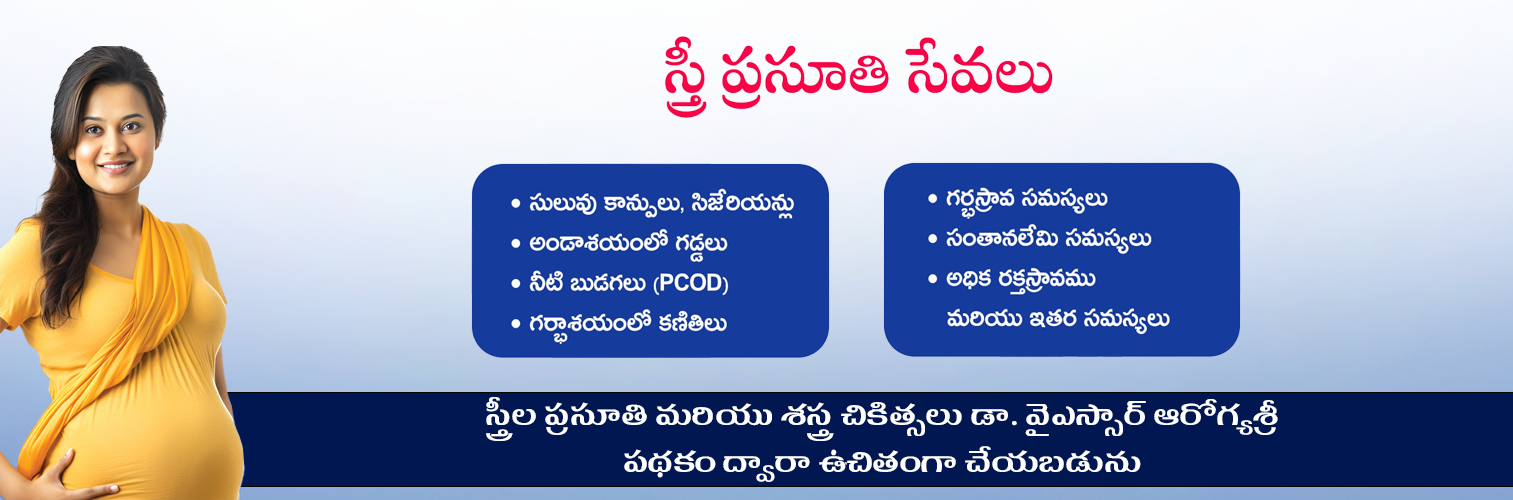 స్త్రీ ప్రసూతి సేవలు
• సులువు కాన్పులు, సిజేరియన్లు
• అండాశయంలో గడ్డలు
• నీటి బుడగలు (PCOD)
• గర్భాశయంలో కణితిలు
• గర్భస్రావ సమస్యలు
• సంతానలేమి సమస్యలు
• అధిక రక్తస్రావము
మరియు ఇతర సమస్యలు
స్త్రీల ప్రసూతి మరియు శస్త్ర చికిత్సలు డా. వైఎస్సార్ ఆరోగ్యశ్రీ
పథకం ద్వారా ఉచితంగా చేయబడును